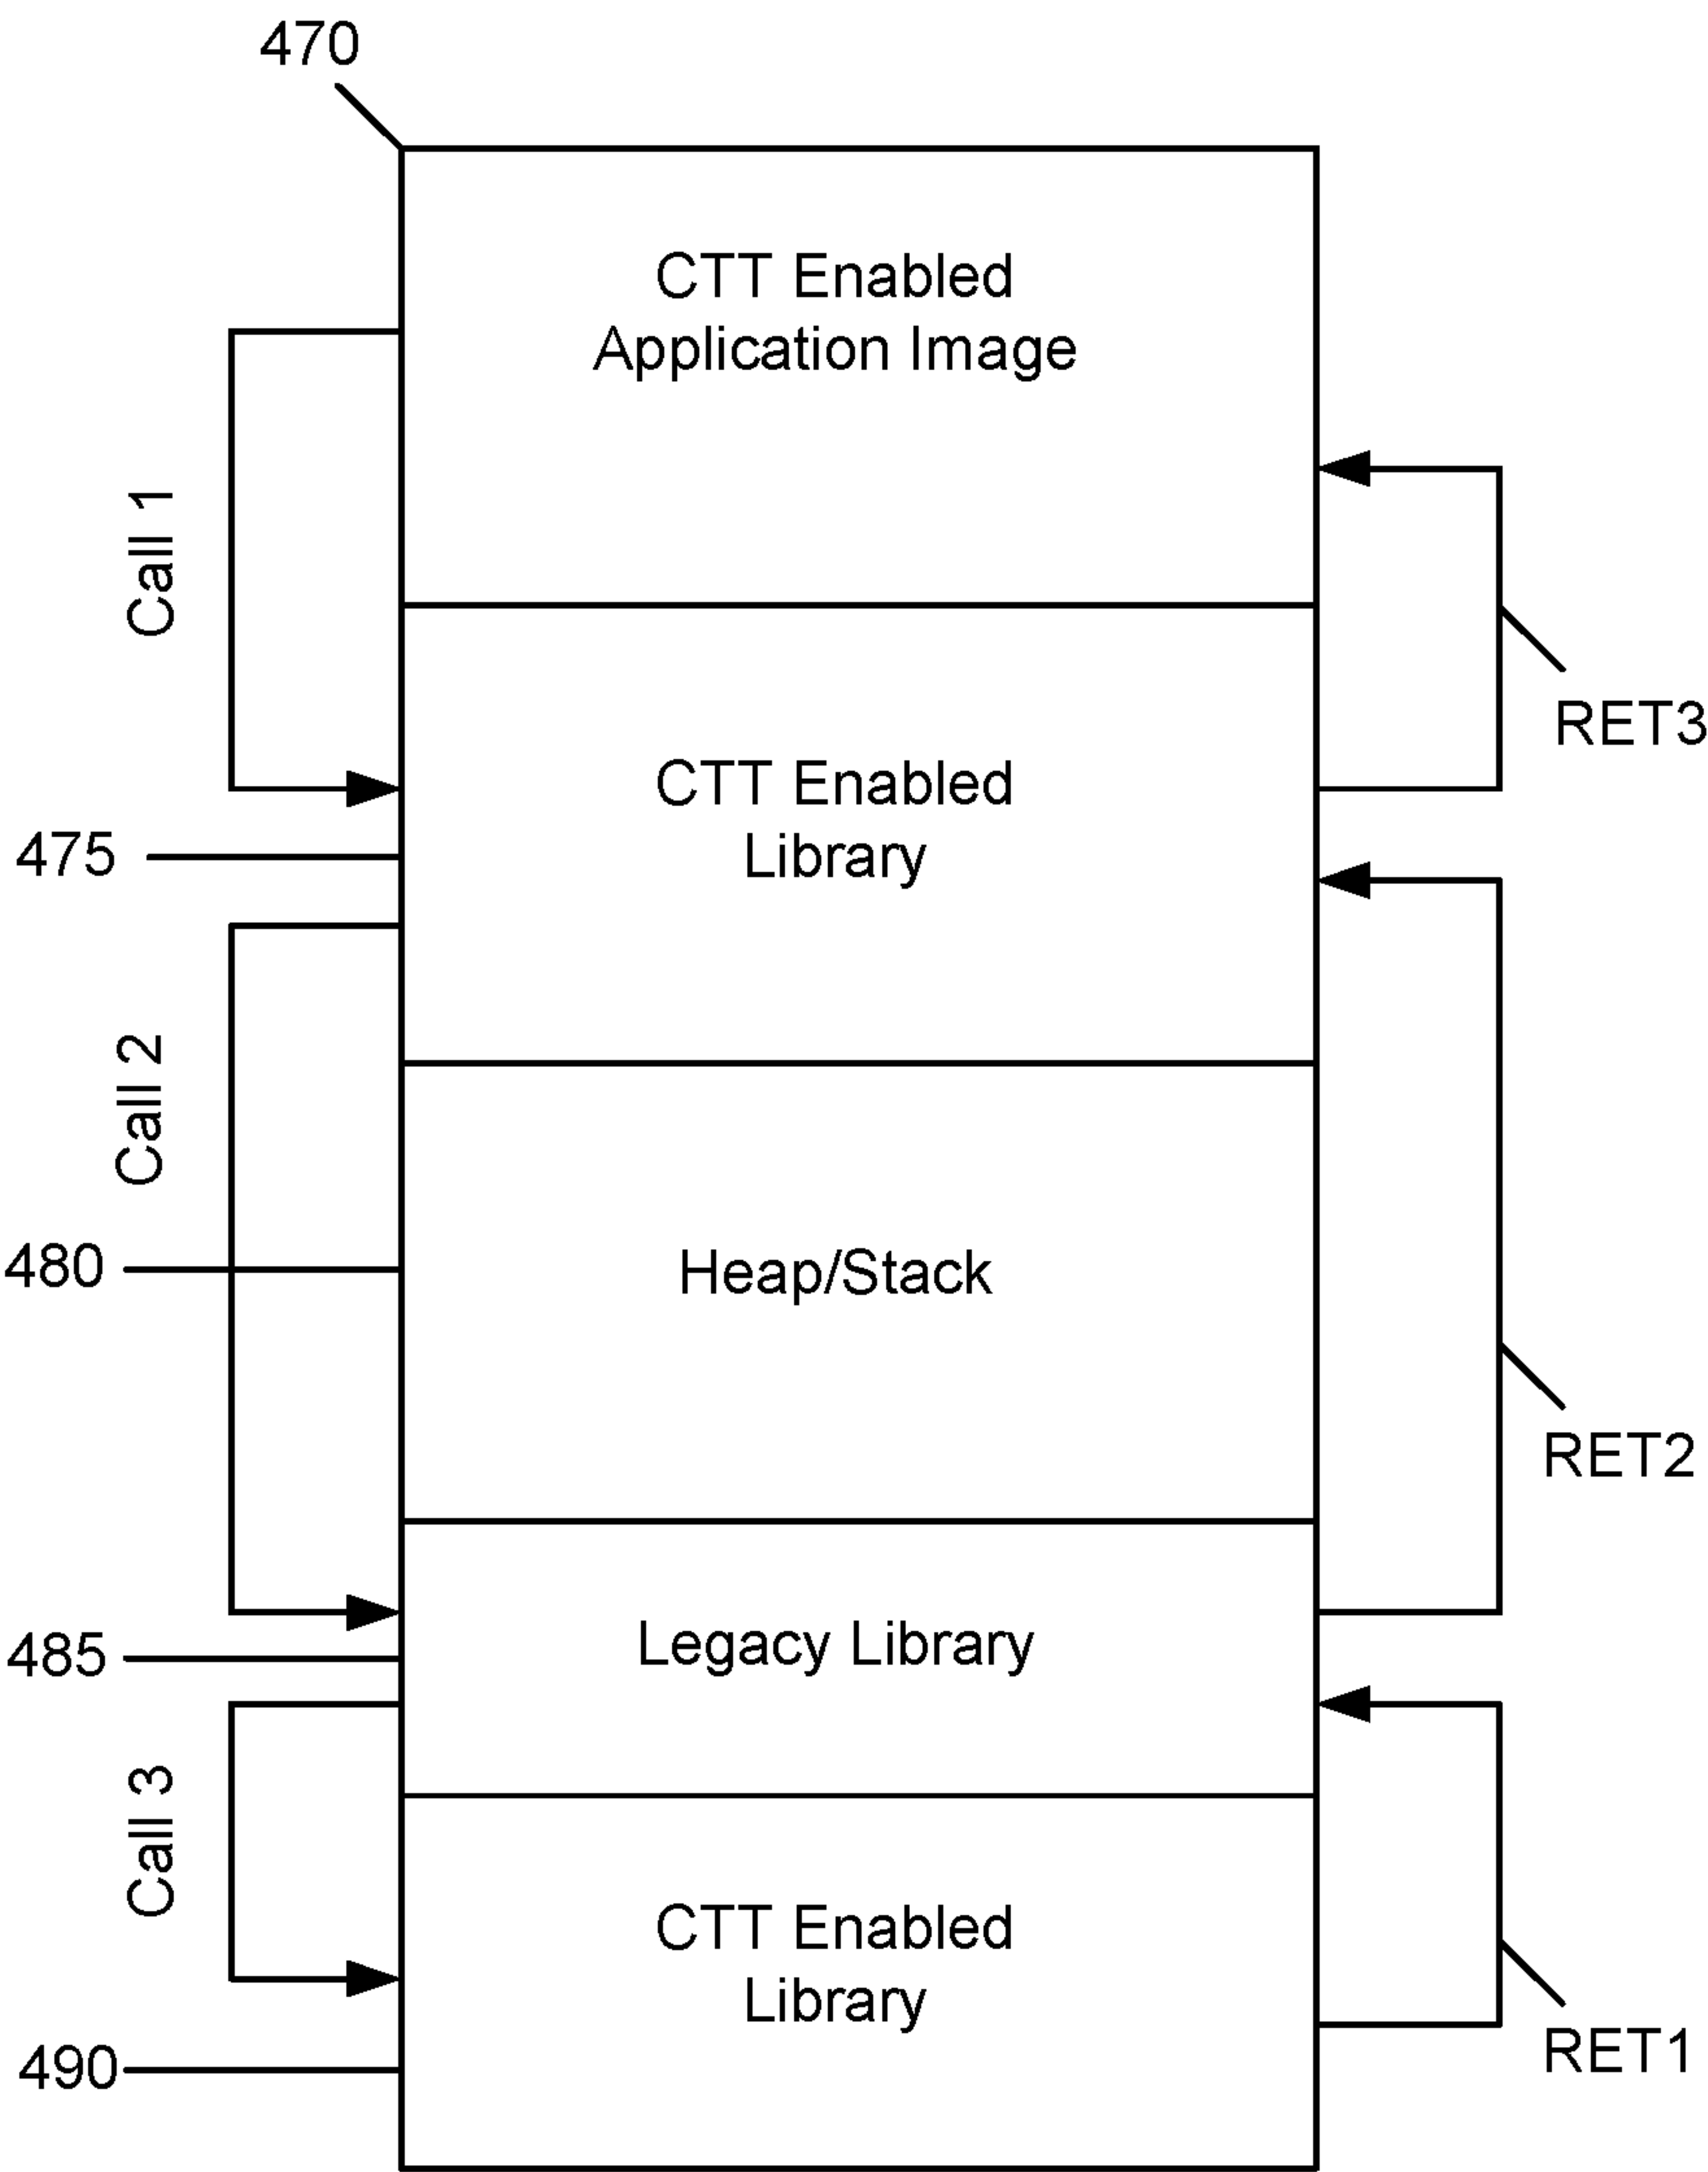 470
CTT Enabled
Application Image
Call 1
RET3
CTT Enabled
Library
475
Call 2
480
Heap/Stack
RET2
Legacy Library
485
Call 3
CTT Enabled
Library
RET1
490